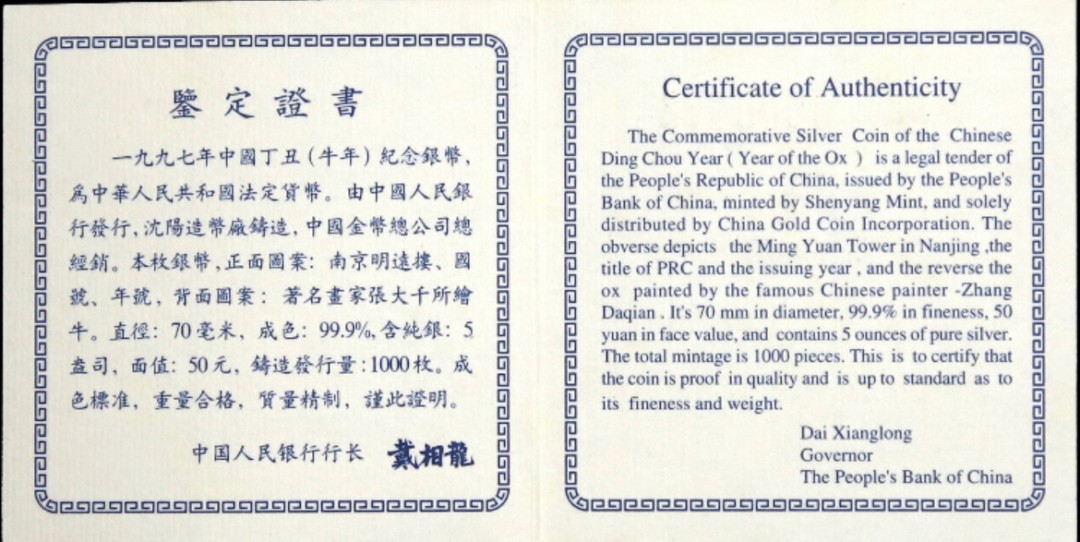 鑒定證書
一九九七年中國丁丑(牛年)紀念銀幣,
爲中華人民共和國法定貨幣。由中國人民銀
行發行,沈陽造幣廠鑄造,中國金幣總公司總
經銷。本枚銀幣,正面圖案：南京明遠樓、國
號、年號，背面圖案：著名畫家張大千所繪
牛。直徑：70毫米，成色：99.9%,含純銀：5
盎司，面值：50元，鑄造發行量:1000枚。成
色標准，重量合格，質量精制，謹此證明。
中国人民银行行长 戴相龍
Certificate of Authenticity
The Commemorative Silver Coin of the Chinese
Ding Chou Year ( Year of the Ox ) is a legal tender of
the People's Republic of China, issued by the People's
Bank of China, minted by Shenyang Mint, and solely
distributed by China Gold Coin Incorporation. The
obverse depicts the Ming Yuan Tower in Nanjing ,the
title of PRC and the issuing year , and the reverse the
ox painted by the famous Chinese painter -Zhang
Daqian . It's 70 mm in diameter, 99.9% in fineness, 50
yuan in face value, and contains 5 ounces of pure silver.
The total mintage is 1000 pieces. This is to certify that
the coin is proof in quality and is up to standard as to
its fineness and weight.
Dai Xianglong
Governor
The People's Bank of China